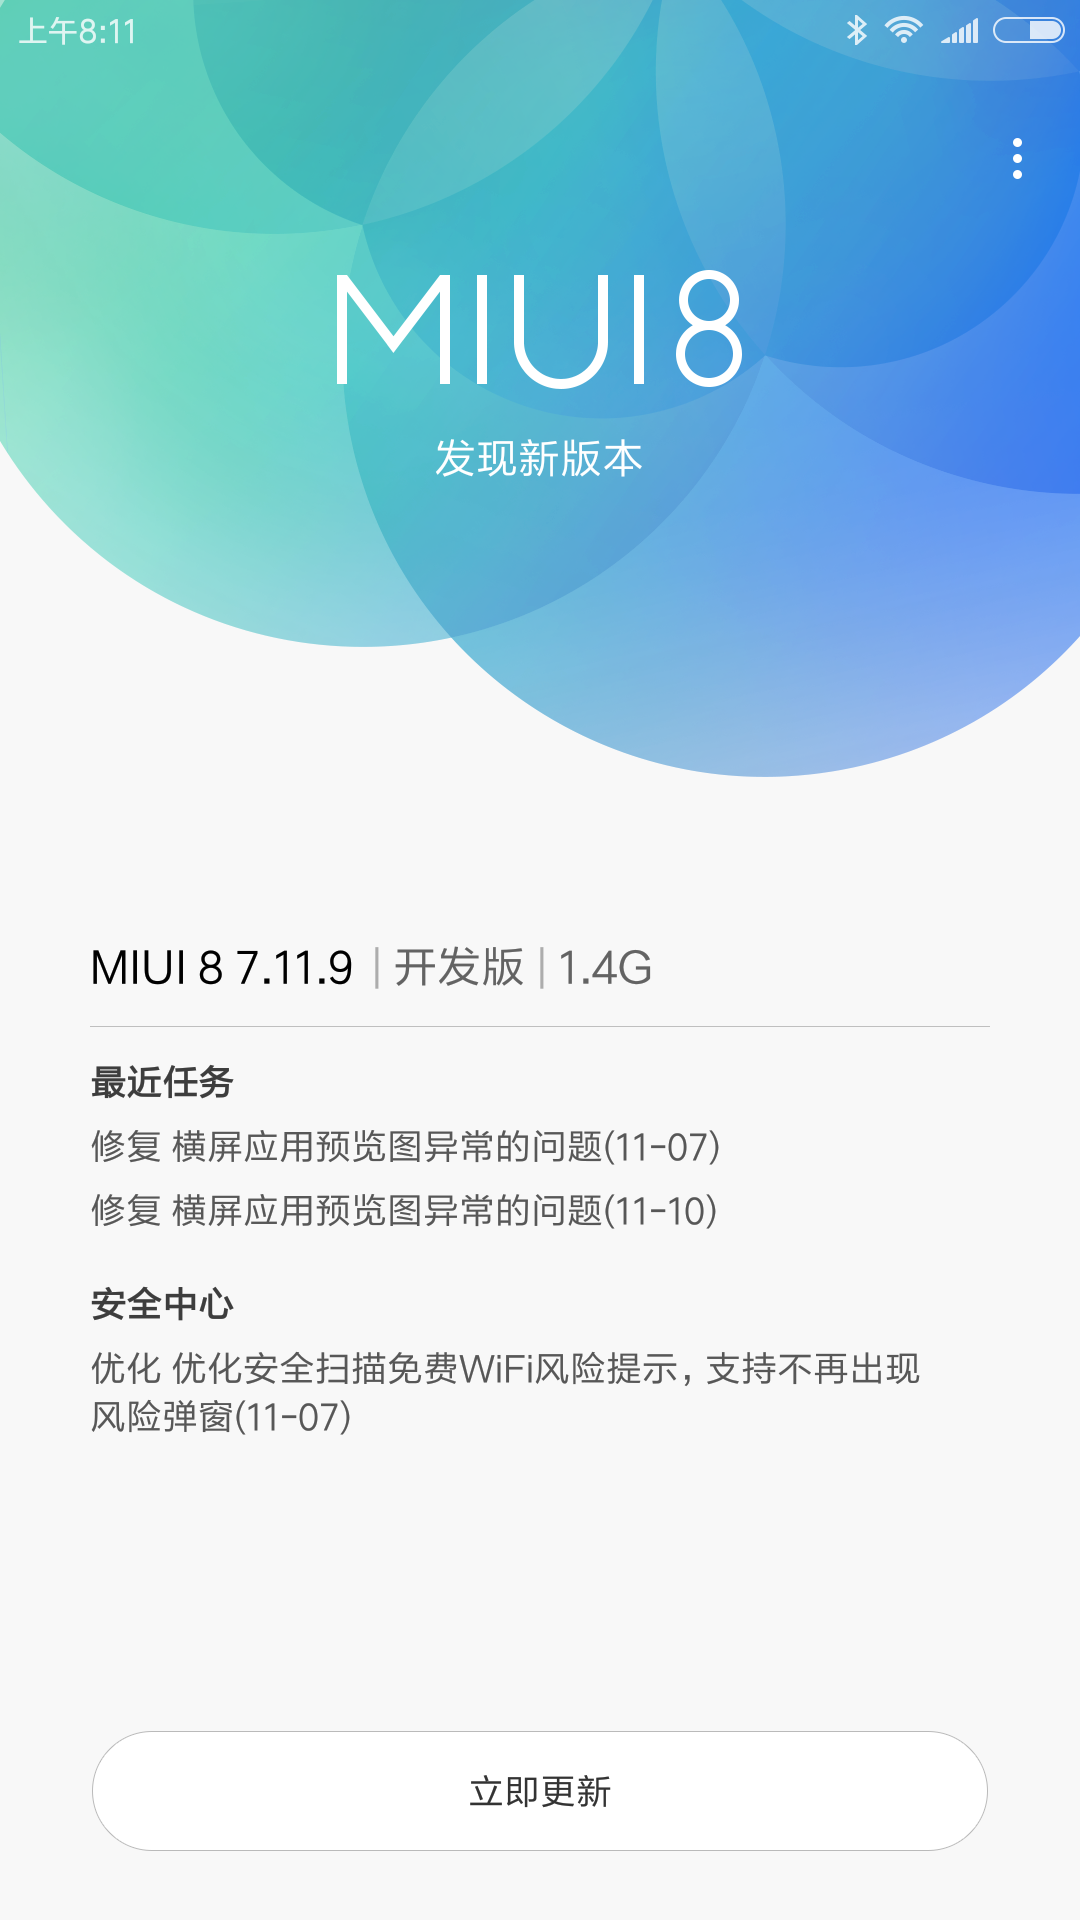 上午8:11
MIUI 8
发现新版本
MIUI 8 7.11.9 | 开发版 | 1.4G
最近任务
修复 横屏应用预览图异常的问题(11-07)
修复 横屏应用预览图异常的问题(11-10)
安全中心
优化 优化安全扫描免费WiFi风险提示，支持不再出现
风险弹窗(11-07)
立即更新